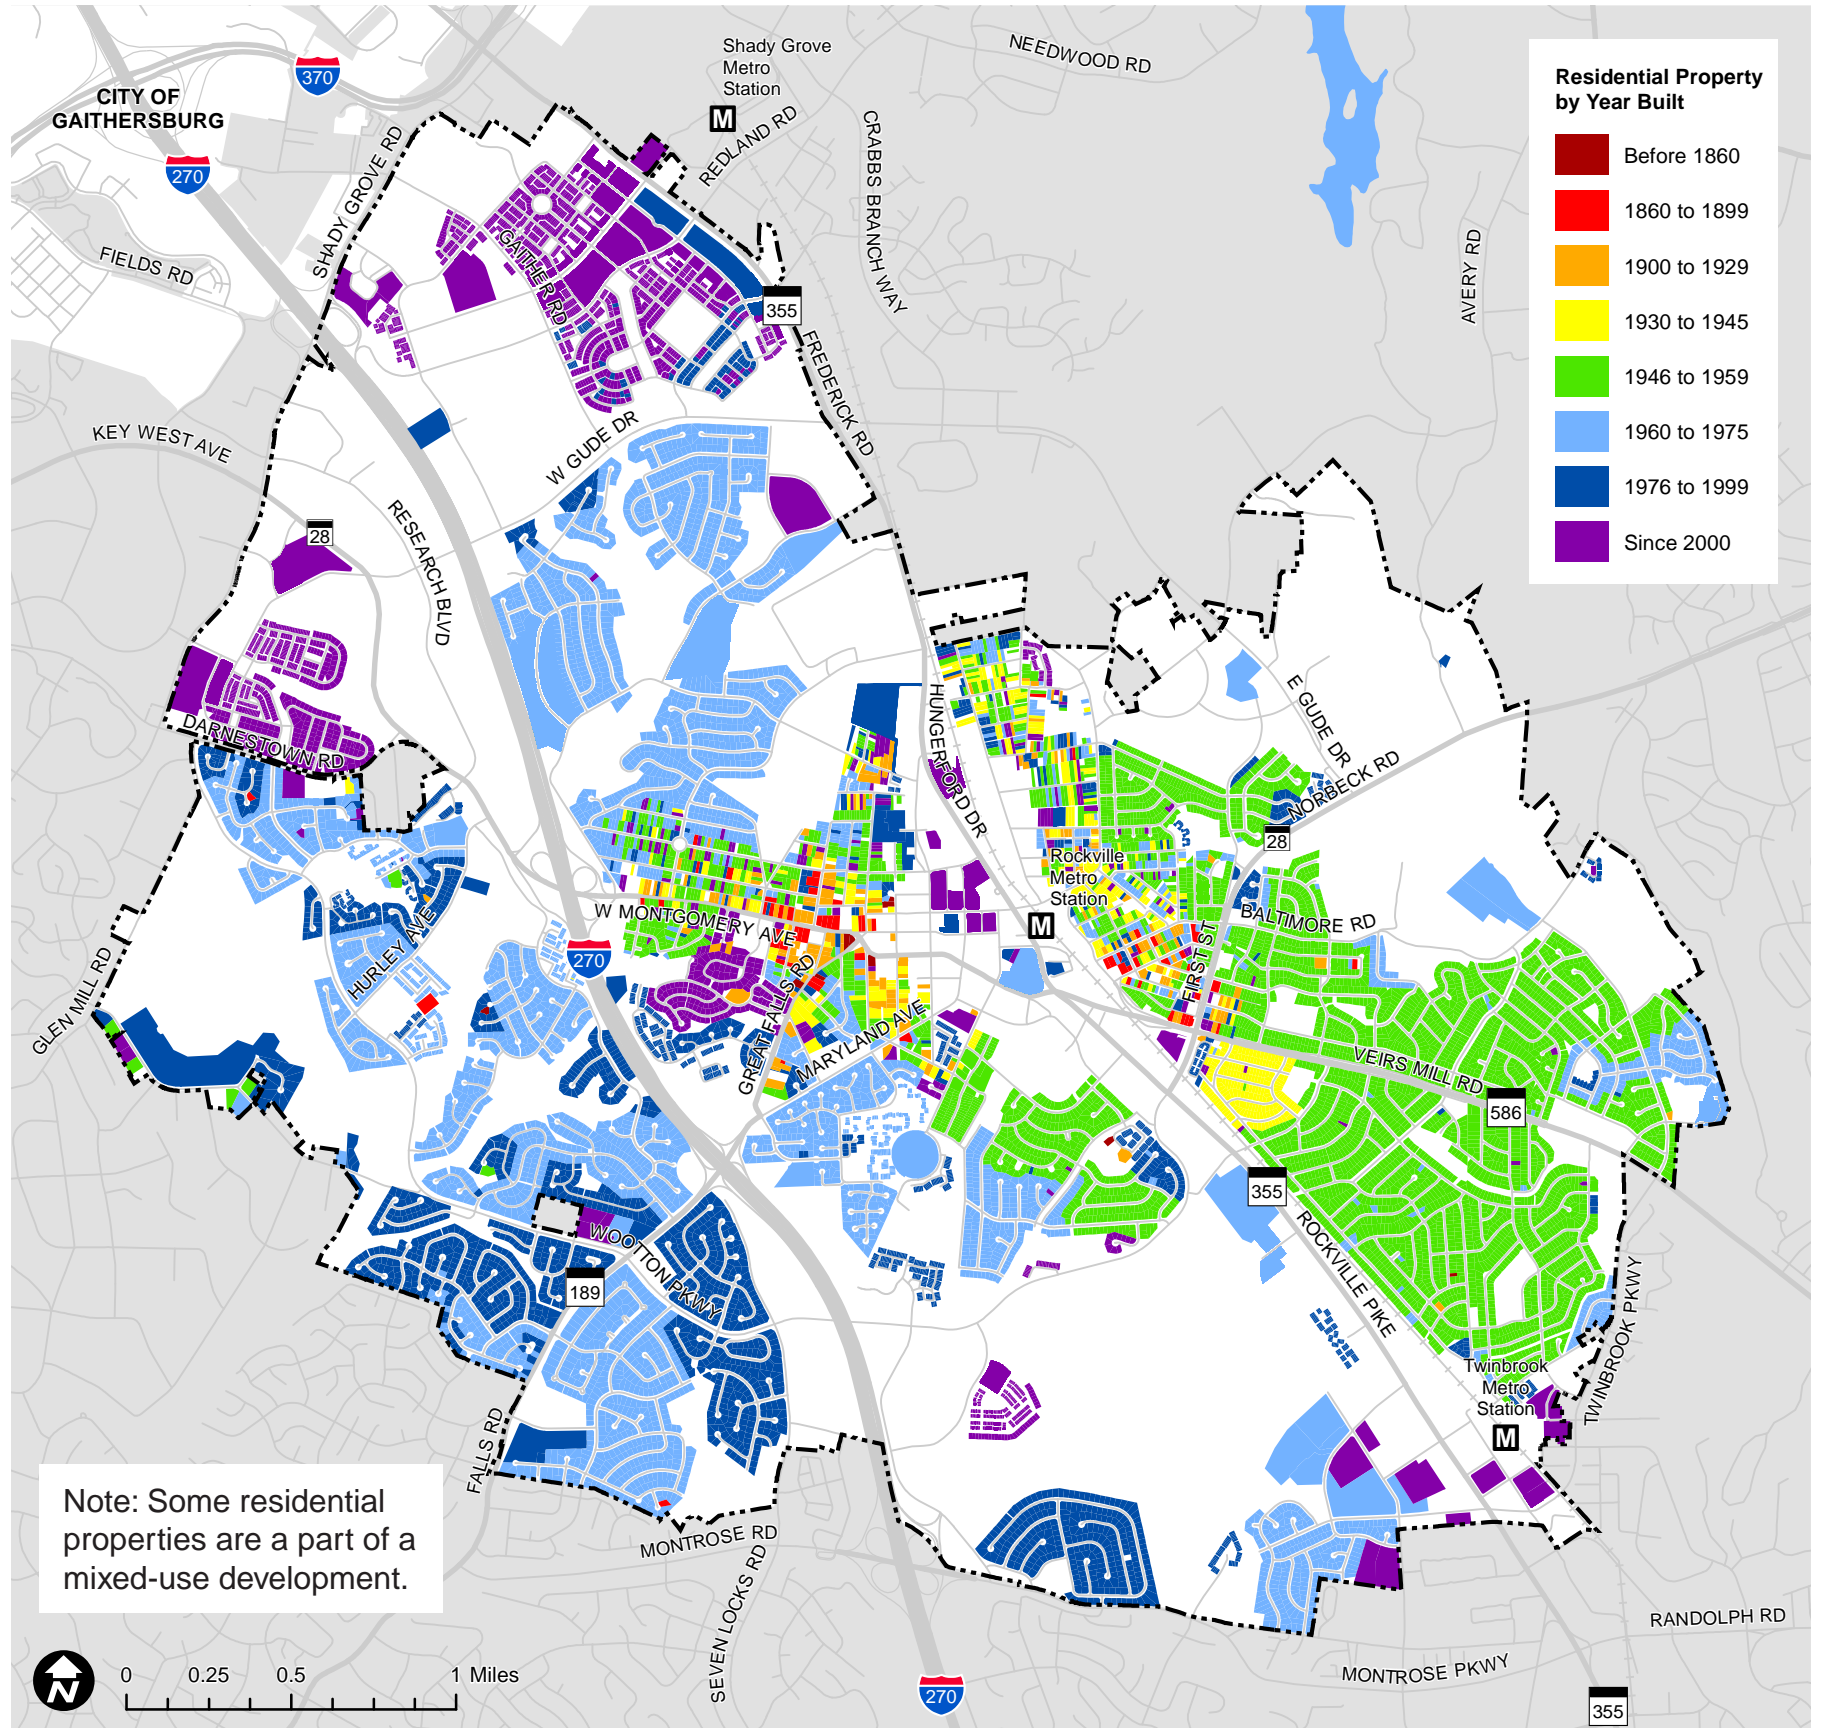 Shady Grove
Metro
Station
M
NEEDWOOD RD
370
CITY OF
GAITHERSBURG
270
SHADY GROVE RD
REDLAND RD
CRABBS BRANCH WAY
AVERY RD
FIELDS RD
GAITHER RD
355
FREDERICK RD
Residential Property
by Year Built
Before 1860
1860 to 1899
1900 to 1929
1930 to 1945
1946 to 1959
1960 to 1975
1976 to 1999
Since 2000
KEY WEST AVE
W GUDE DR
28
RESEARCH BLVD
HUNGERFORD DR
E GUDE DR
DARNESTOWN RD
NORBECK RD
28
Rockville
Metro
Station
M
W MONTGOMERY AVE
BALTIMORE RD
FIRST ST
HURLEY AVE
270
GREAT FALLS RD
MARYLAND AVE
GLEN MILL RD
VEIRS MILL RD
586
355
WOOTTON PKWY
189
ROCKVILLE PIKE
TWINBROOK PKWY
Twinbrook
Metro
Station
M
FALLS RD
Note: Some residential
properties are a part of a
mixed-use development.
MONTROSE RD
SEVEN LOCKS RD
RANDOLPH RD
MONTROSE PKWY
N
0 0.25 0.5 1 Miles
270
355